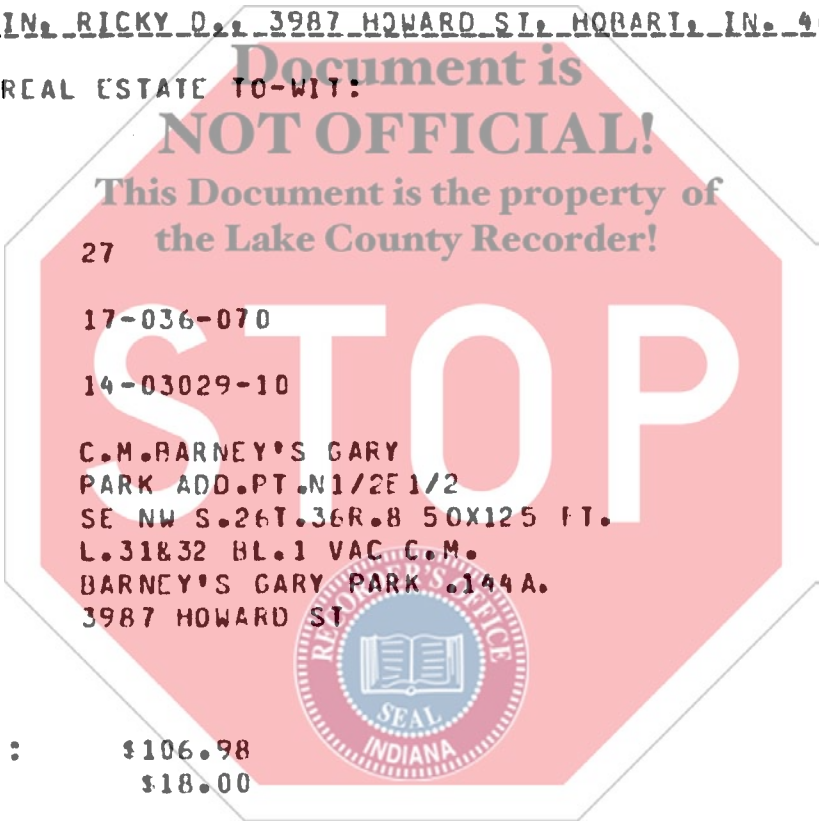 IN, RICKY D., 3987 HOWARD ST, HOBART, IN. 4
REAL ESTATE TO-WIT:
Document is
NOT OFFICIAL!
This Document is the property of
the Lake County Recorder!
27
17-036-070
14-03029-10
STOP
C.M.BARNEY'S GARY
PARK ADD.PT.N1/2E1/2
SE NW S.26T.36R.8 50X125 FT.
L.31&32 BL.1 VAC C.M.
BARNEY'S GARY PARK .144A.
3987 HOWARD ST
RECORDER'S OFFICE
SEAL
INDIANA
: $106.98
$18.00